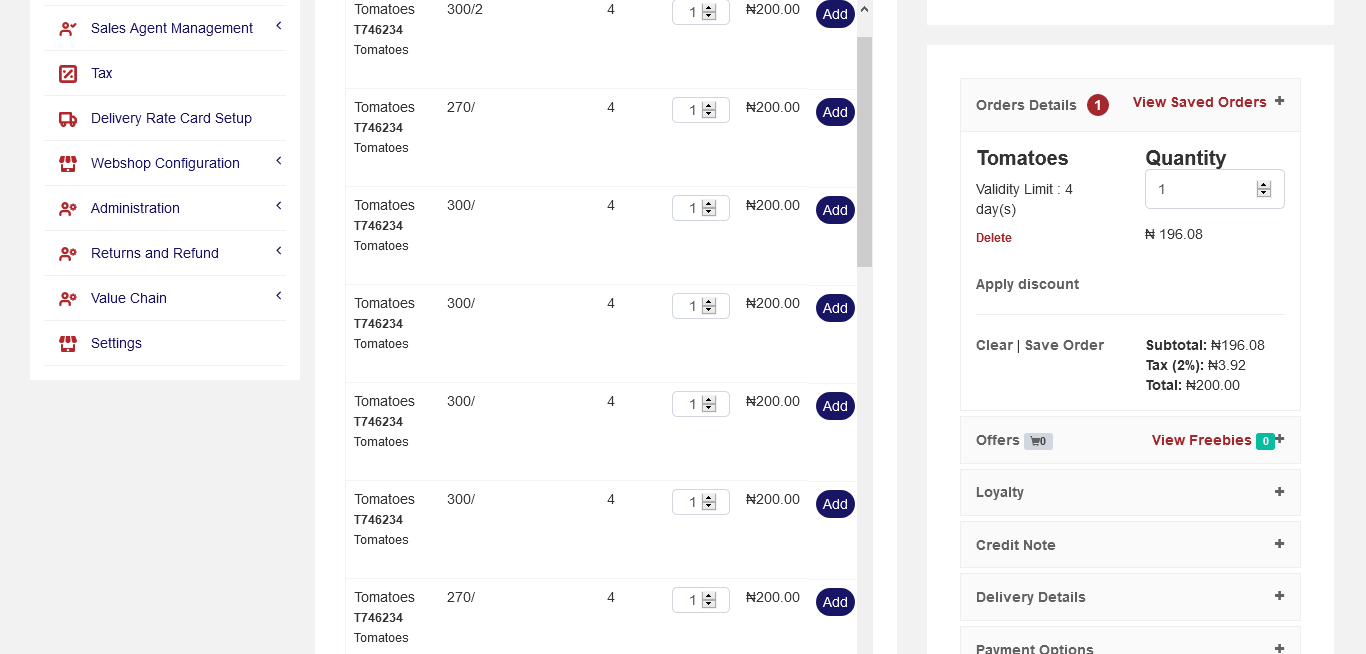 Sales Agent Management
Tax
Delivery Rate Card Setup
Webshop Configuration
Administration
Returns and Refund
Value Chain
Settings
Tomatoes 300/2 4 1 ₦200.00 Add
T746234
Tomatoes
Tomatoes 270/ 4 1 ₦200.00 Add
T746234
Tomatoes
Tomatoes 300/ 4 1 ₦200.00 Add
T746234
Tomatoes
Tomatoes 300/ 4 1 ₦200.00 Add
T746234
Tomatoes
Tomatoes 300/ 4 1 ₦200.00 Add
T746234
Tomatoes
Tomatoes 300/ 4 1 ₦200.00 Add
T746234
Tomatoes
Tomatoes 270/ 4 1 ₦200.00 Add
T746234
Tomatoes
Orders Details 1 View Saved Orders +
Tomatoes Quantity
Validity Limit : 4 1
day(s)
Delete ₦ 196.08
Apply discount
Clear | Save Order Subtotal: ₦196.08
Tax (2%): ₦3.92
Total: ₦200.00
Offers 0 View Freebies 0 +
Loyalty +
Credit Note +
Delivery Details +
Payment Options +